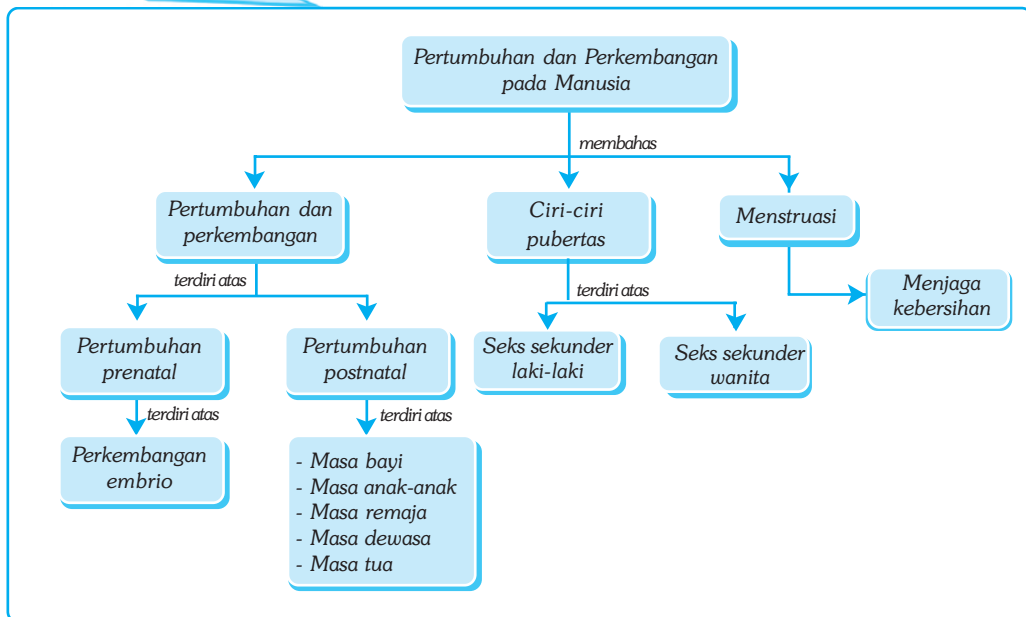 Pertumbuhan dan Perkembangan
pada Manusia
membahas
Pertumbuhan dan
perkembangan
Ciri-ciri
pubertas
Menstruasi
terdiri atas
terdiri atas
Menjaga
kebersihan
Pertumbuhan
prenatal
Pertumbuhan
postnatal
Seks sekunder
laki-laki
Seks sekunder
wanita
terdiri atas
terdiri atas
Perkembangan
embrio
- Masa bayi
- Masa anak-anak
- Masa remaja
- Masa dewasa
- Masa tua